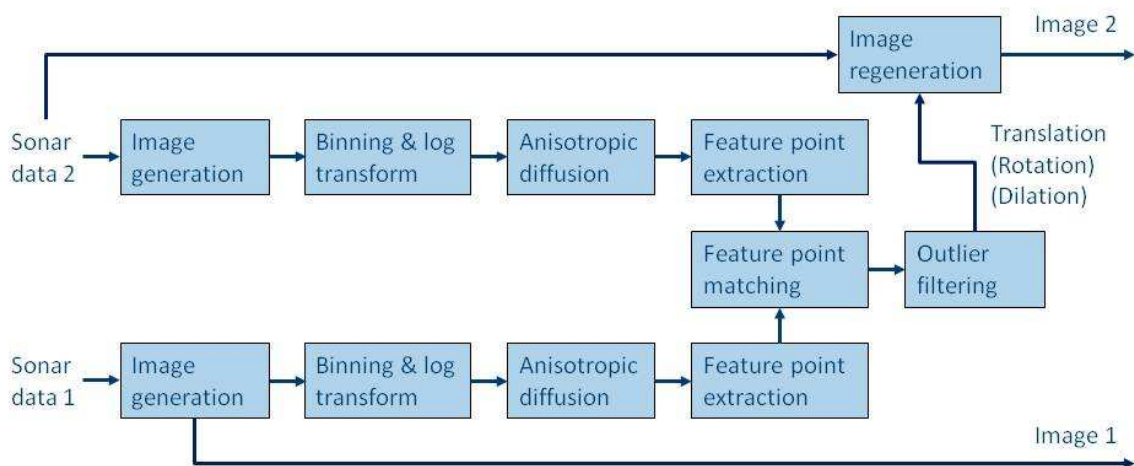 Image 2
Image
regeneration
Sonar
data 2
Image
generation
Binning & log
transform
Anisotropic
diffusion
Feature point
extraction
Translation
(Rotation)
(Dilation)
Feature point
matching
Outlier
filtering
Sonar
data 1
Image
generation
Binning & log
transform
Anisotropic
diffusion
Feature point
extraction
Image 1